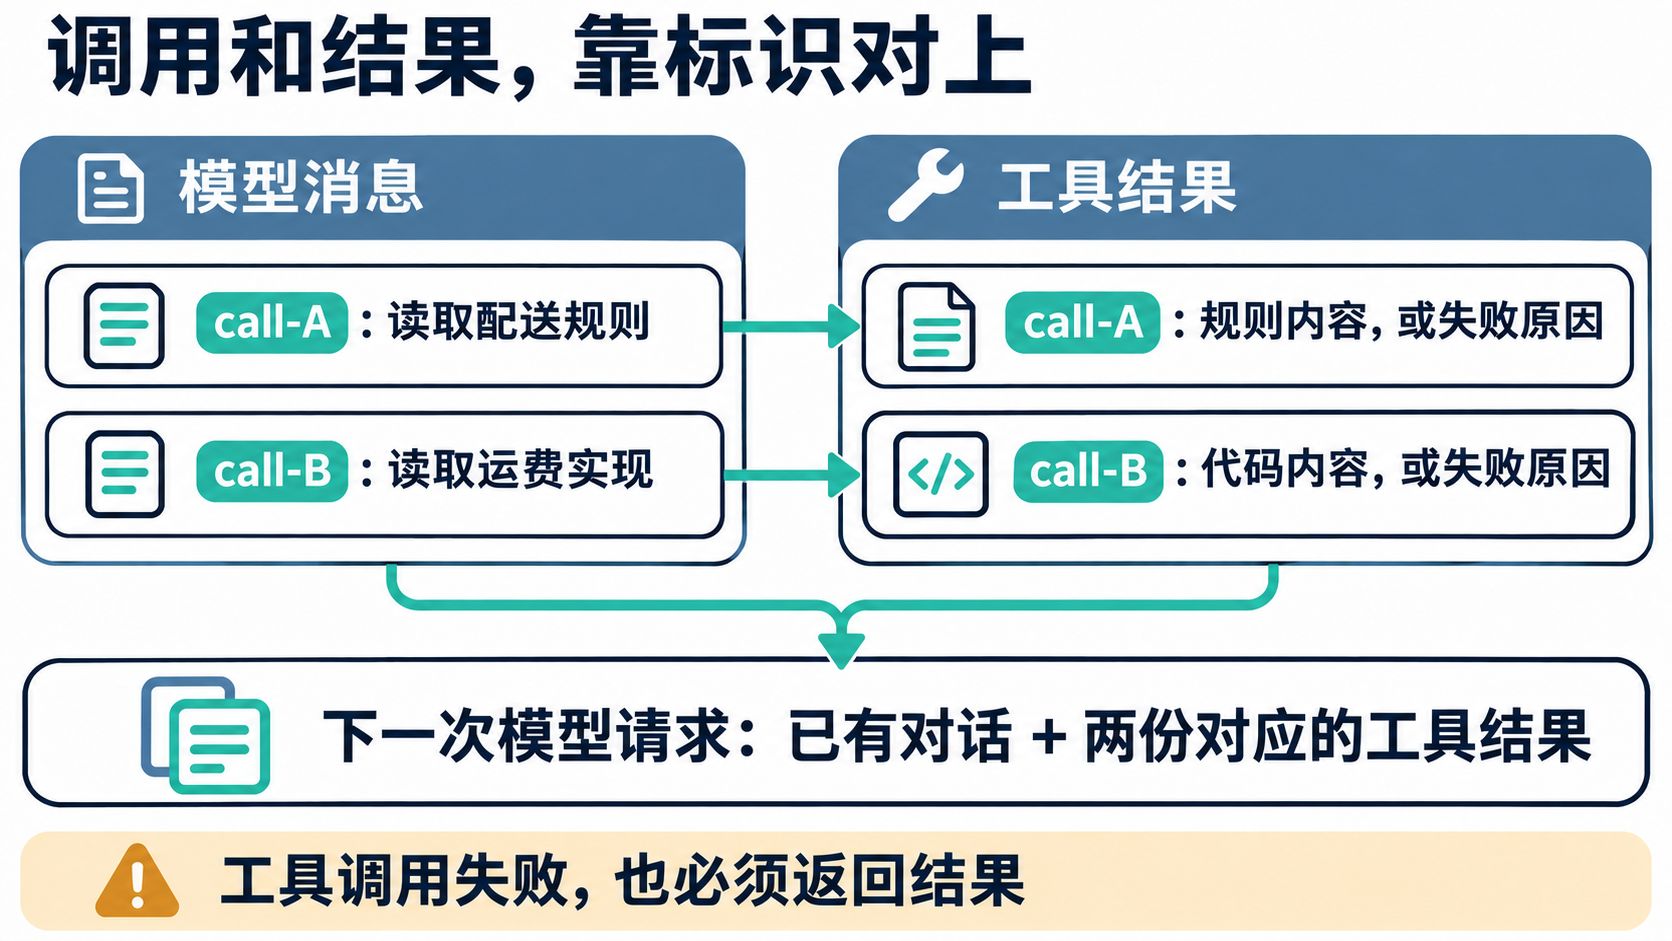 调用和结果，靠标识对上
模型消息
call-A：读取配送规则
call-B：读取运费实现
工具结果
call-A：规则内容，或失败原因
</>
call-B：代码内容，或失败原因
下一次模型请求：已有对话 + 两份对应的工具结果
工具调用失败，也必须返回结果